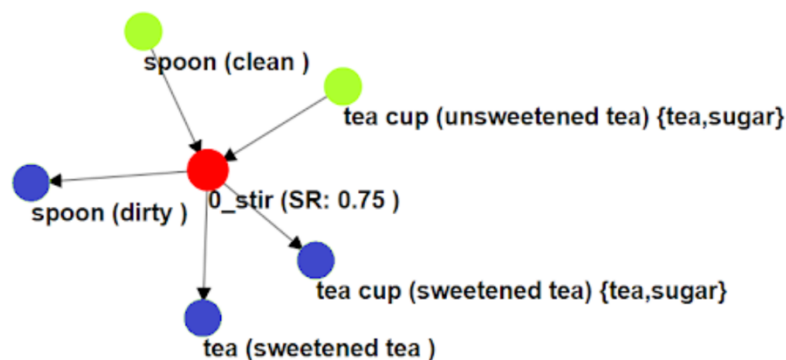 spoon (clean )
tea cup (unsweetened tea) {tea,sugar}
0_stir (SR: 0.75 )
spoon (dirty )
tea cup (sweetened tea) {tea,sugar}
tea (sweetened tea )